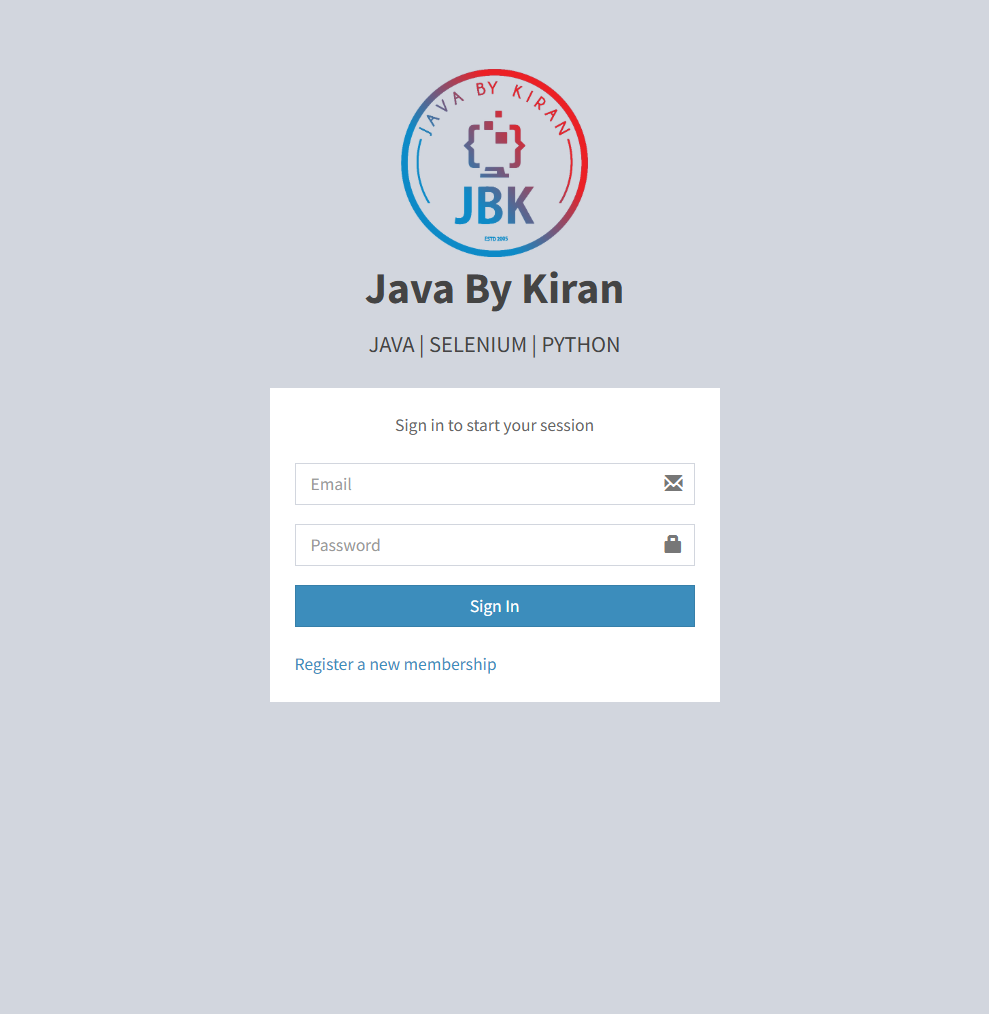 JAVA BY KIRAN
JBK
ESTD 2005
Java By Kiran
JAVA | SELENIUM | PYTHON
Sign in to start your session
Email
Password
Sign In
Register a new membership